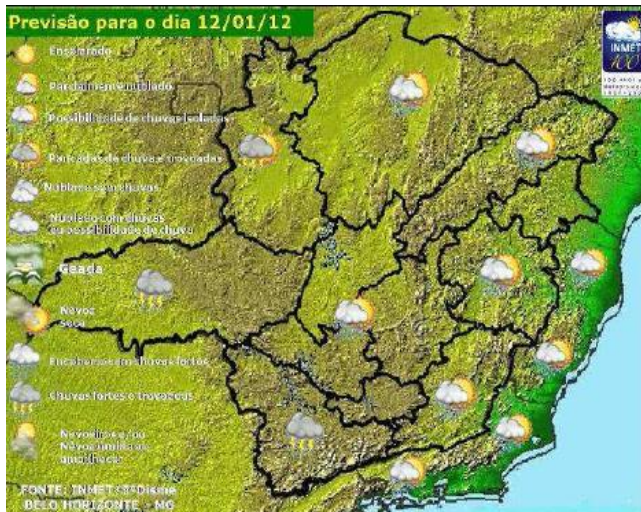 Previsão para o dia 12/01/12
INMET
100
Ensolarado
Parcialmente nublado
Possibilidade de chuvas isoladas
Pancadas de chuva e trovoadas
Nublado sem chuvas
Nublado com chuvas
ou possibilidade de chuva
Geada
Névoa
seca
Encoberto com chuvas fortes
Chuvas fortes e trovoadas
Nevoeiro e/ou
Névoa úmida ao
amanhecer
FONTE: INMET
BELO HORIZONTE - MG